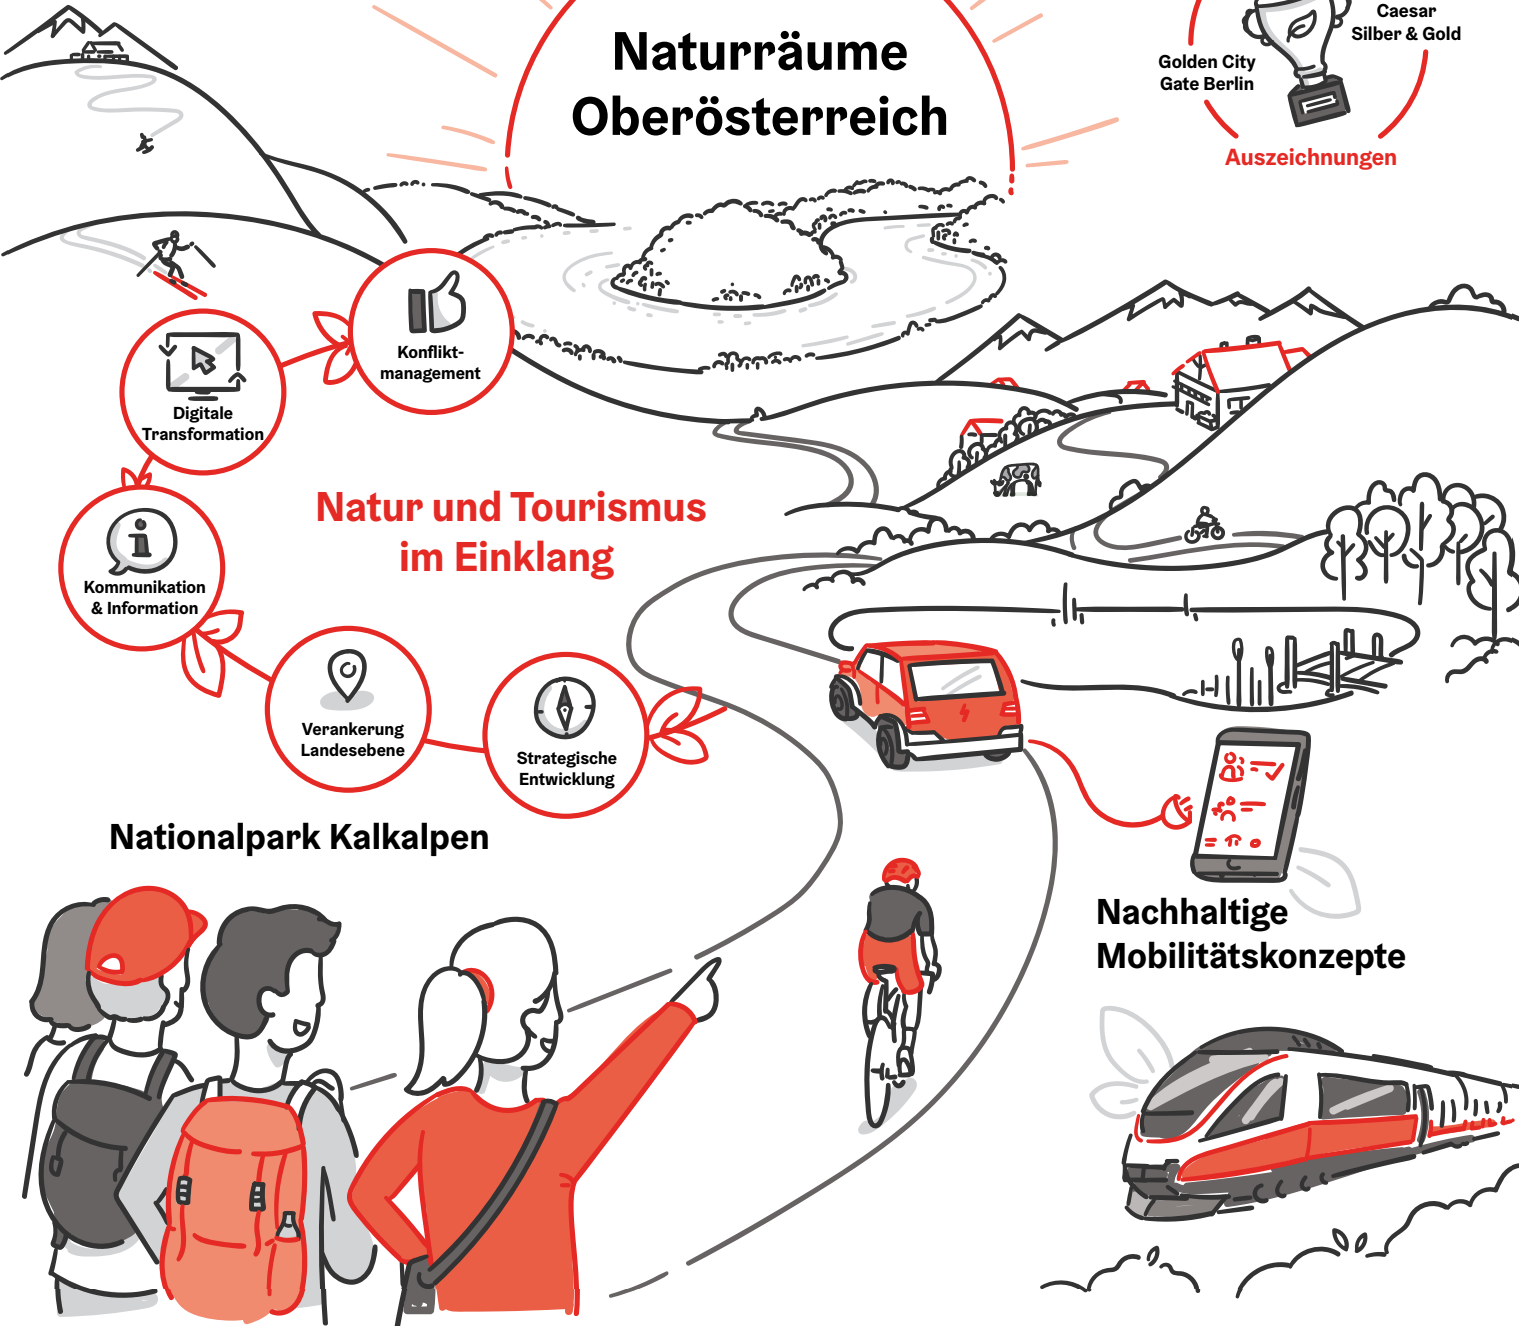 Naturräume
Oberösterreich
Caesar
Silber & Gold
Golden City
Gate Berlin
Auszeichnungen
Konflikt-
management
Digitale
Transformation
Natur und Tourismus
im Einklang
Kommunikation
& Information
Verankerung
Landesebene
Strategische
Entwicklung
Nationalpark Kalkalpen
Nachhaltige
Mobilitätskonzepte